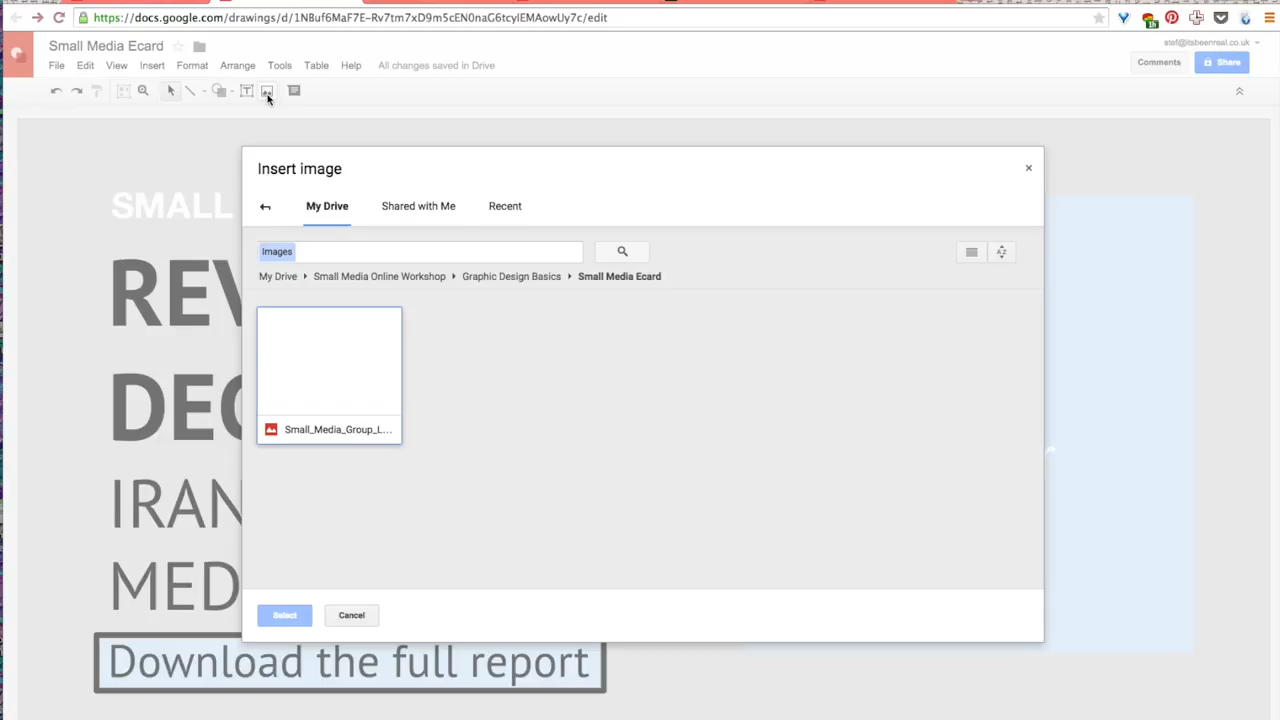 https://docs.google.com/drawings/d/1NBuf6MaF7E-Rv7tm7xD9m5cEN0naG6tcylEMAowUy7c/edit
1h
Small Media Ecard
stef@itsbeenreal.co.uk
File Edit View Insert Format Arrange Tools Table Help All changes saved in Drive
Comments
Share
Insert image
My Drive Shared with Me Recent
Images
My Drive Small Media Online Workshop Graphic Design Basics Small Media Ecard
Small_Media_Group_L...
Select Cancel
SMALL
REV
DEC
IRAN
MED
Download the full report